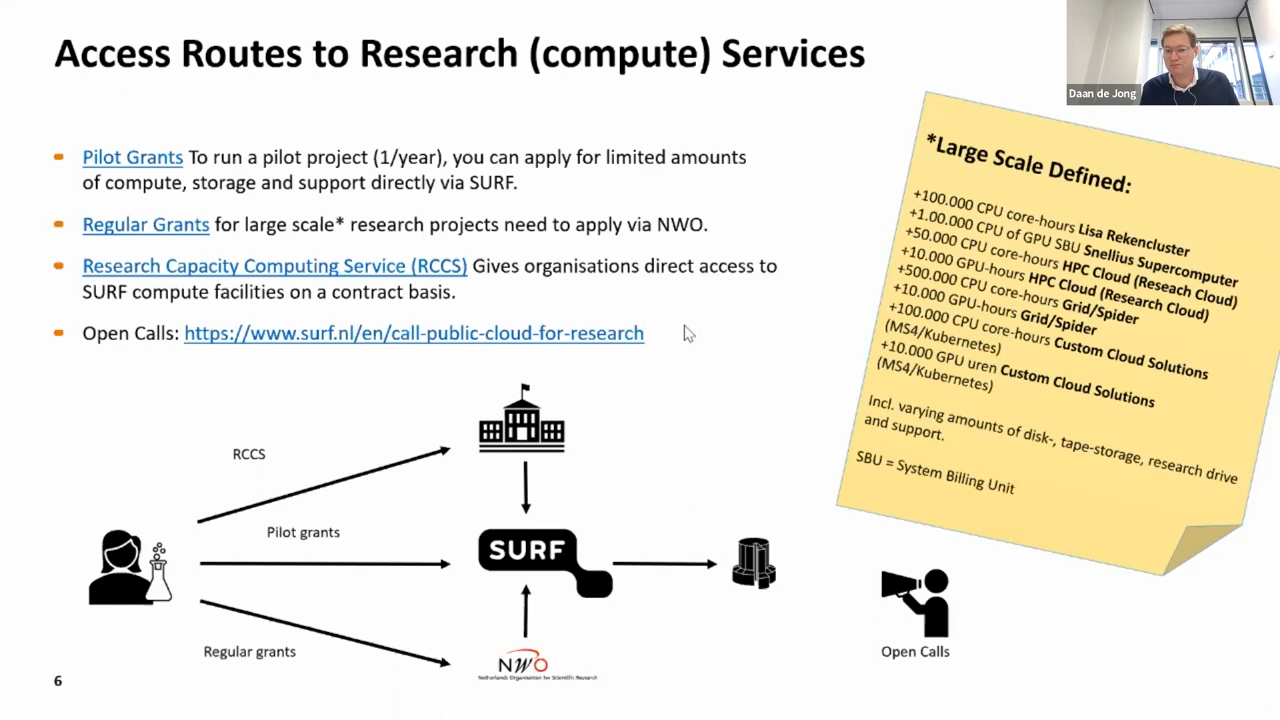 Access Routes to Research (compute) Services
Daan de Jong
Pilot Grants To run a pilot project (1/year), you can apply for limited amounts
of compute, storage and support directly via SURF.
Regular Grants for large scale* research projects need to apply via NWO.
Research Capacity Computing Service (RCCS) Gives organisations direct access to
SURF compute facilities on a contract basis.
Open Calls: https://www.surf.nl/en/call-public-cloud-for-research
*Large Scale Defined:
+100.000 CPU core-hours Lisa Rekencluster
+1.00.000 CPU of GPU SBU Snellius Supercomputer
+50.000 CPU core-hours HPC Cloud (Reseach Cloud)
+10.000 GPU-hours HPC Cloud (Research Cloud)
+500.000 CPU core-hours Grid/Spider
+10.000 GPU-hours Grid/Spider
+100.000 CPU core-hours Custom Cloud Solutions
(MS4/Kubernetes)
+10.000 GPU uren Custom Cloud Solutions
(MS4/Kubernetes)
Incl. varying amounts of disk-, tape-storage, research drive
and support.
SBU = System Billing Unit
RCCS
Pilot grants
SURF
Regular grants
NWO
Netherlands Organisation for Scientific Research
Open Calls
6